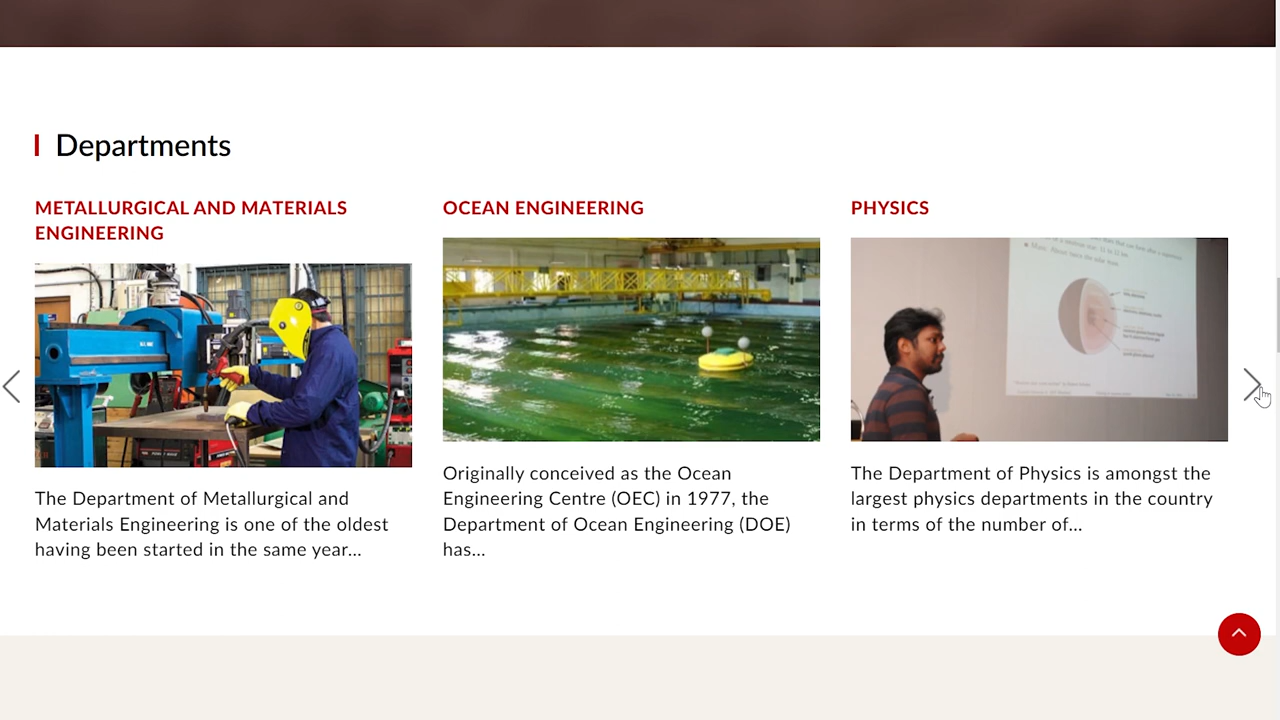 Departments
METALLURGICAL AND MATERIALS
ENGINEERING
The Department of Metallurgical and
Materials Engineering is one of the oldest
having been started in the same year...
OCEAN ENGINEERING
Originally conceived as the Ocean
Engineering Centre (OEC) in 1977, the
Department of Ocean Engineering (DOE)
has...
PHYSICS
The Department of Physics is amongst the
largest physics departments in the country
in terms of the number of...